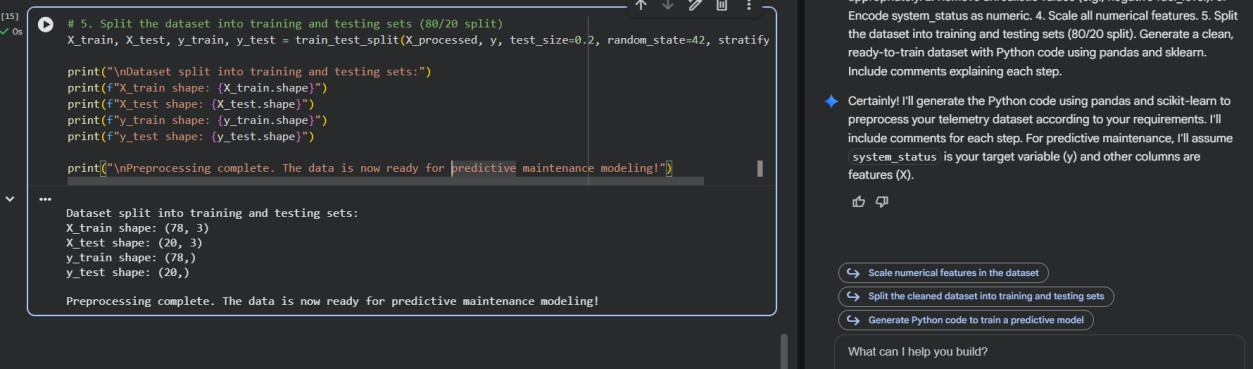 [15]
0s
# 5. Split the dataset into training and testing sets (80/20 split)
X_train, X_test, y_train, y_test = train_test_split(X_processed, y, test_size=0.2, random_state=42, stratify
print("\nDataset split into training and testing sets:")
print(f"X_train shape: {X_train.shape}")
print(f"X_test shape: {X_test.shape}")
print(f"y_train shape: {y_train.shape}")
print(f"y_test shape: {y_test.shape}")
print("\nPreprocessing complete. The data is now ready for predictive maintenance modeling!")
Dataset split into training and testing sets:
X_train shape: (78, 3)
X_test shape: (20, 3)
y_train shape: (78,)
y_test shape: (20,)
Preprocessing complete. The data is now ready for predictive maintenance modeling!
Encode system_status as numeric. 4. Scale all numerical features. 5. Split
the dataset into training and testing sets (80/20 split). Generate a clean,
ready-to-train dataset with Python code using pandas and sklearn.
Include comments explaining each step.
Certainly! I'll generate the Python code using pandas and scikit-learn to
preprocess your telemetry dataset according to your requirements. I'll
include comments for each step. For predictive maintenance, I'll assume
system_status is your target variable (y) and other columns are
features (X).
Scale numerical features in the dataset
Split the cleaned dataset into training and testing sets
Generate Python code to train a predictive model
What can I help you build?